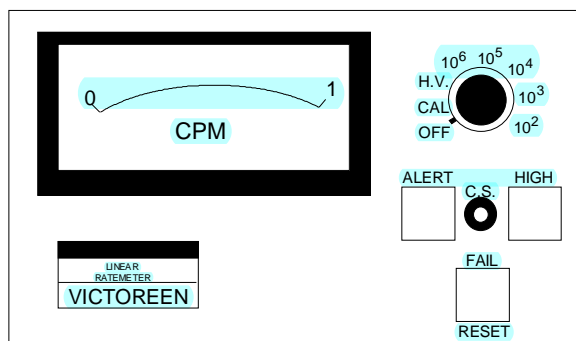 0 1
CPM
10⁶ 10⁵ 10⁴
H.V. 10³
CAL
OFF 10²
ALERT HIGH
C.S.
LINEAR
RATEMETER
VICTOREEN
FAIL
RESET